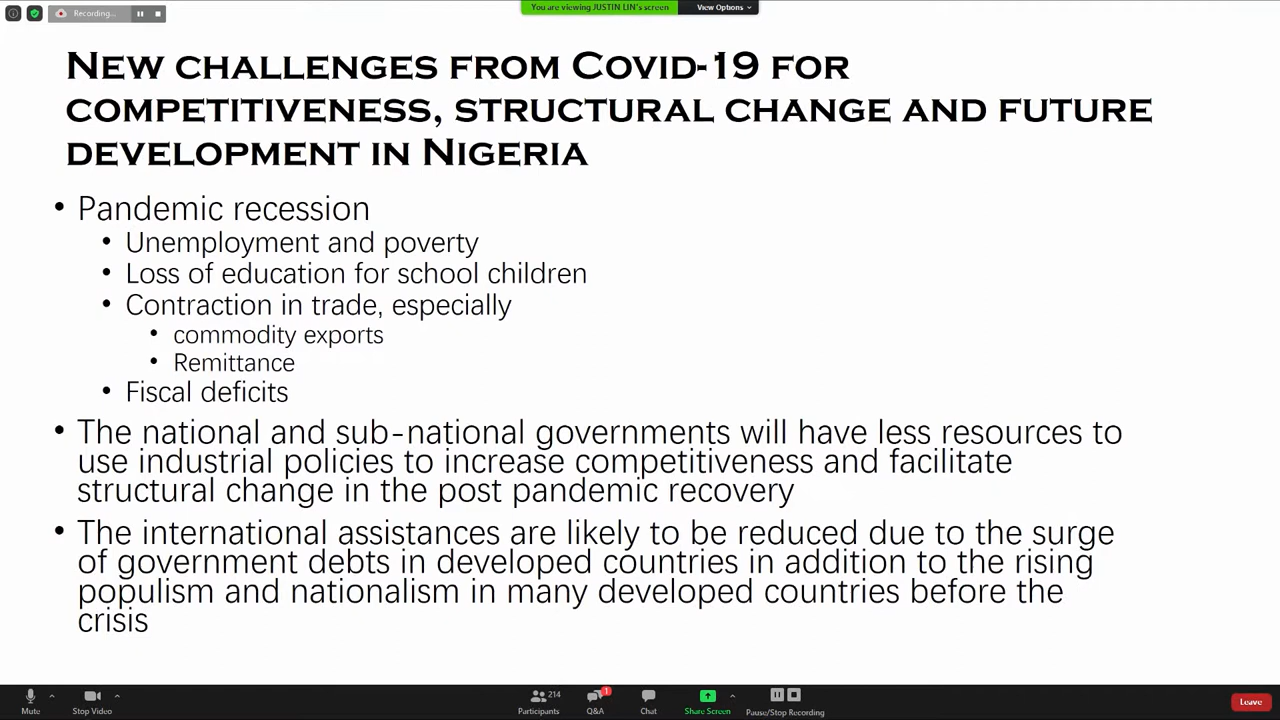 Recording...
You are viewing JUSTIN LIN's screen
View Options
NEW CHALLENGES FROM COVID-19 FOR
COMPETITIVENESS, STRUCTURAL CHANGE AND FUTURE
DEVELOPMENT IN NIGERIA
• Pandemic recession
• Unemployment and poverty
• Loss of education for school children
• Contraction in trade, especially
• commodity exports
• Remittance
• Fiscal deficits
• The national and sub-national governments will have less resources to
use industrial policies to increase competitiveness and facilitate
structural change in the post pandemic recovery
• The international assistances are likely to be reduced due to the surge
of government debts in developed countries in addition to the rising
populism and nationalism in many developed countries before the
crisis
Mute
Stop Video
214
Participants
1
Q&A
Chat
Share Screen
Pause/Stop Recording
Leave